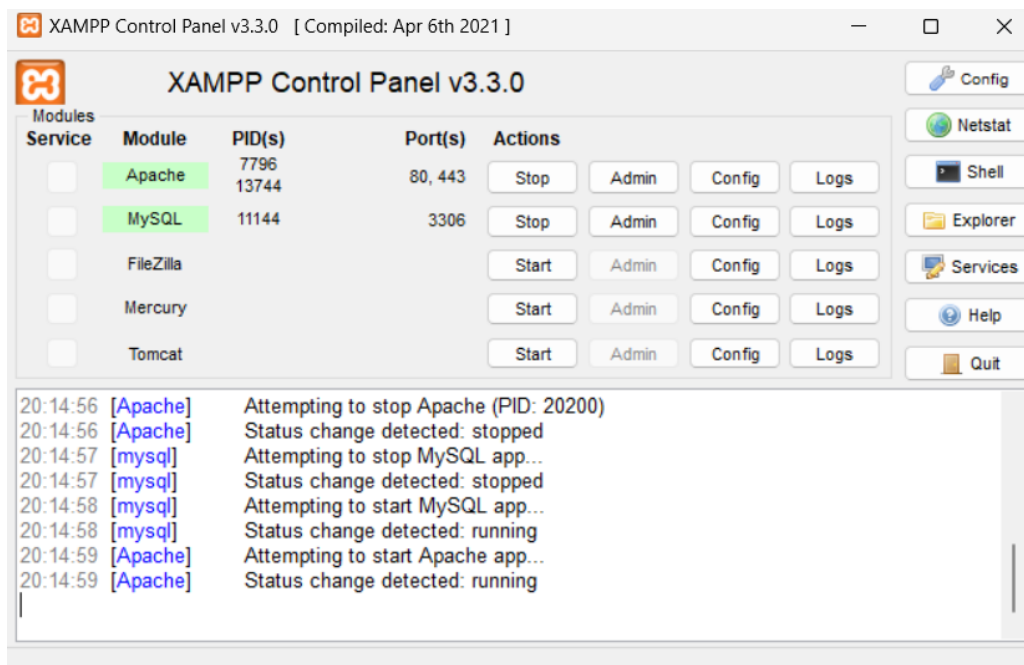 XAMPP Control Panel v3.3.0 [ Compiled: Apr 6th 2021 ]
XAMPP Control Panel v3.3.0
Config
Modules
Service Module PID(s) Port(s) Actions
Netstat
Apache 7796 13744 80, 443 Stop Admin Config Logs
Shell
MySQL 11144 3306 Stop Admin Config Logs
Explorer
FileZilla Start Admin Config Logs
Services
Mercury Start Admin Config Logs
Help
Tomcat Start Admin Config Logs
Quit
20:14:56 [Apache] Attempting to stop Apache (PID: 20200)
20:14:56 [Apache] Status change detected: stopped
20:14:57 [mysql] Attempting to stop MySQL app...
20:14:57 [mysql] Status change detected: stopped
20:14:58 [mysql] Attempting to start MySQL app...
20:14:58 [mysql] Status change detected: running
20:14:59 [Apache] Attempting to start Apache app...
20:14:59 [Apache] Status change detected: running